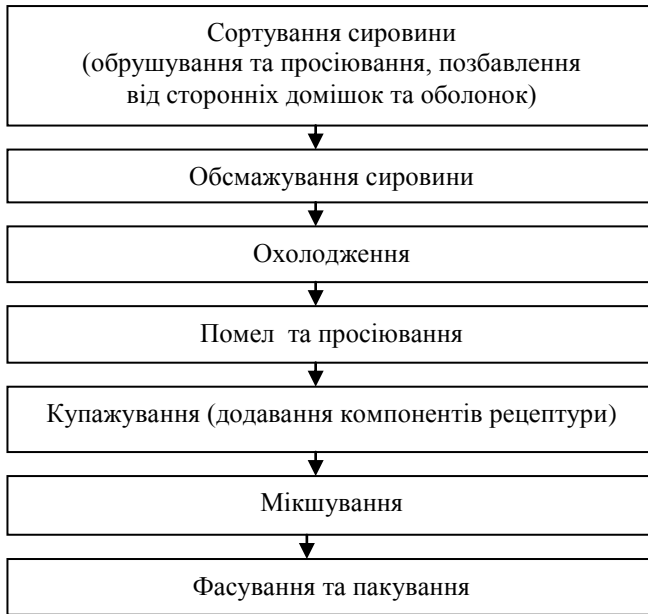 Сортування сировини
(обрушування та просіювання, позбавлення
від сторонніх домішок та оболонок)
Обсмажування сировини
Охолодження
Помел та просіювання
Купажування (додавання компонентів рецептури)
Мікшування
Фасування та пакування